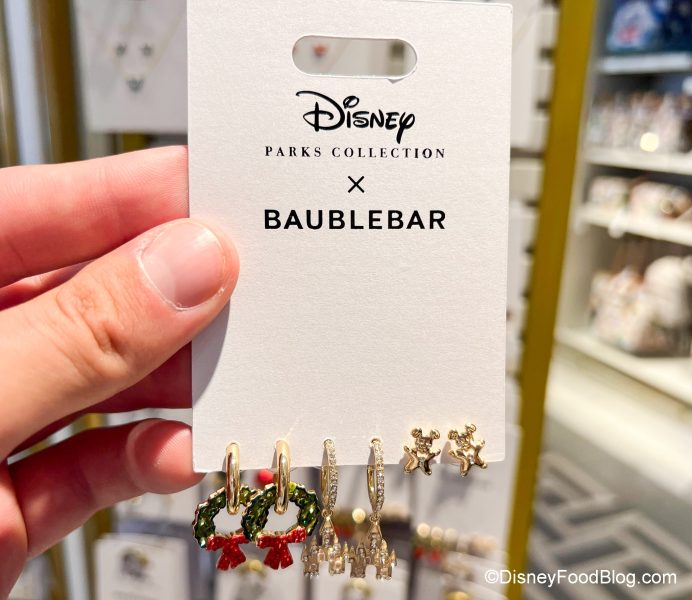 Disney
PARKS COLLECTION
×
BAUBLEBAR
©DisneyFoodBlog.com